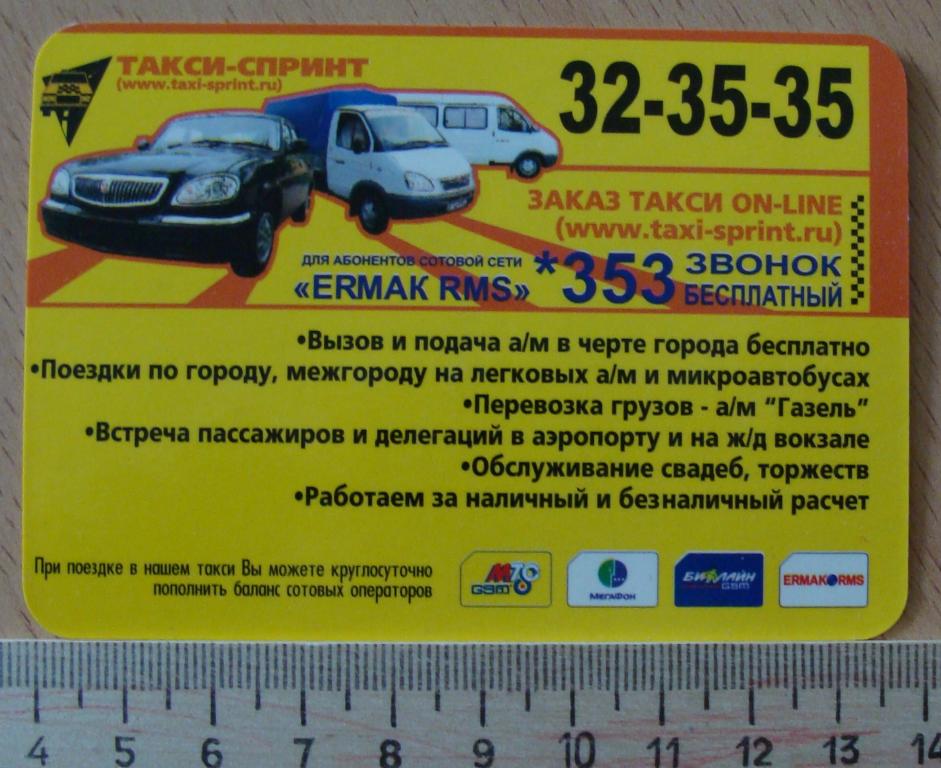 ТАКСИ-СПРИНТ
(www.taxi-sprint.ru)
32-35-35
ЗАКАЗ ТАКСИ ON-LINE
(www.taxi-sprint.ru)
ДЛЯ АБОНЕНТОВ СОТОВОЙ СЕТИ
«ERMAK RMS»
*353 ЗВОНОК
БЕСПЛАТНЫЙ
•Вызов и подача а/м в черте города бесплатно
•Поездки по городу, межгороду на легковых а/м и микроавтобусах
•Перевозка грузов - а/м "Газель"
•Встреча пассажиров и делегаций в аэропорту и на ж/д вокзале
•Обслуживание свадеб, торжеств
•Работаем за наличный и безналичный расчет
При поездке в нашем такси Вы можете круглосуточно
пополнить баланс сотовых операторов
МТС
GSM
МЕГАФОН
БИЛАЙН
GSM
ERMAK RMS
4 5 6 7 8 9 10 11 12 13 14